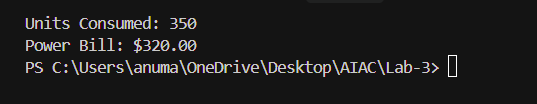 Units Consumed: 350
Power Bill: $320.00
PS C:\Users\anuma\OneDrive\Desktop\AIAC\Lab-3>